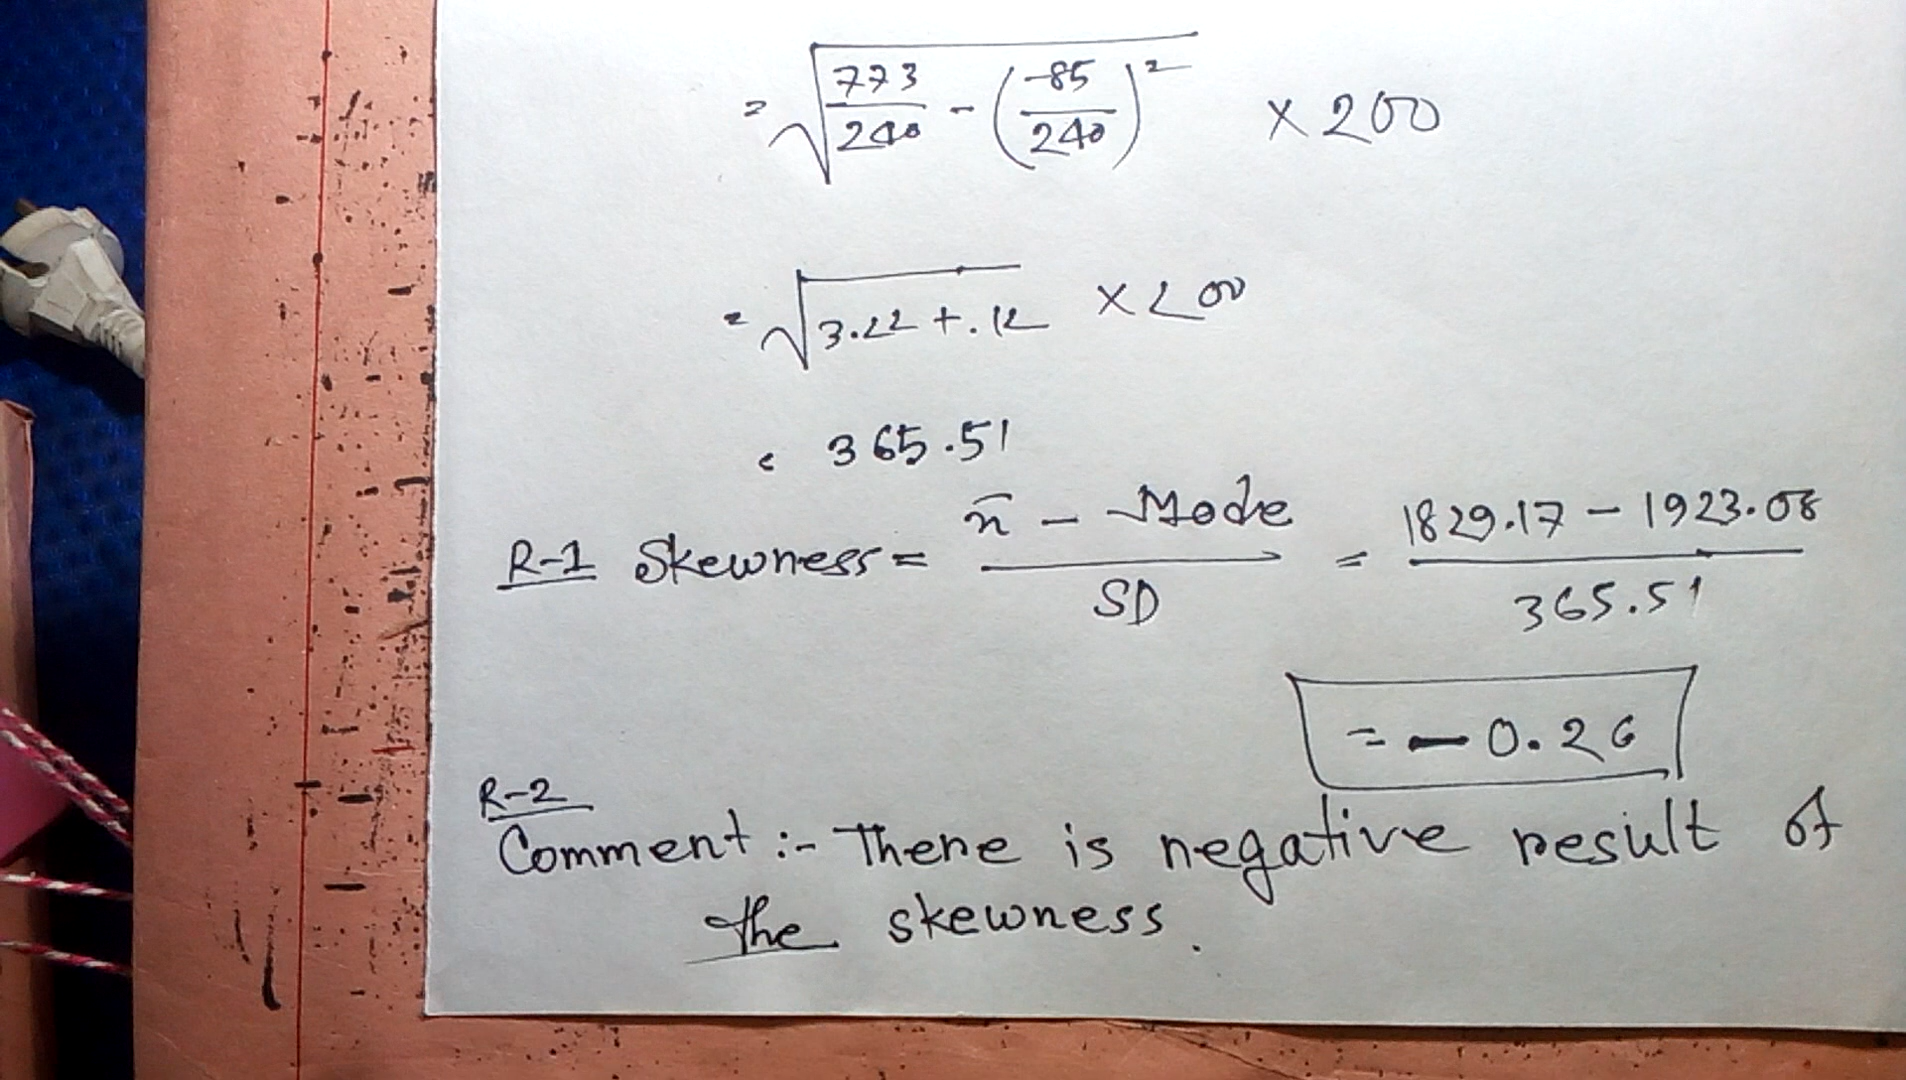 = √(773/240 - (-85/240)²) × 200
= √(3.22 + .12) × 200
= 365.51
R-1 Skewness = (x̄ - Mode)/SD = (1829.17 - 1923.08)/365.51
= - 0.26
R-2
Comment :- There is negative result of
the skewness.